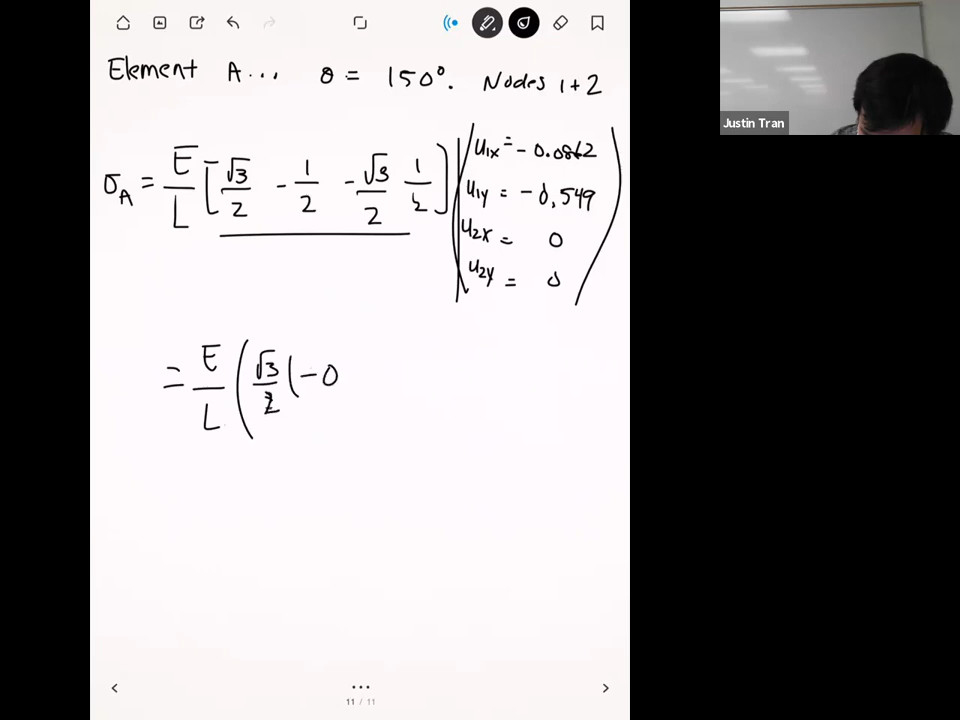 Element A... θ = 150°. Nodes 1+2
σ_A = E/L [√3/2 -1/2 -√3/2 1/2] (u1x = -0.0862
u1y = -0.549
u2x = 0
u2y = 0)
= E/L (√3/2 (-0
Justin Tran
11 / 11